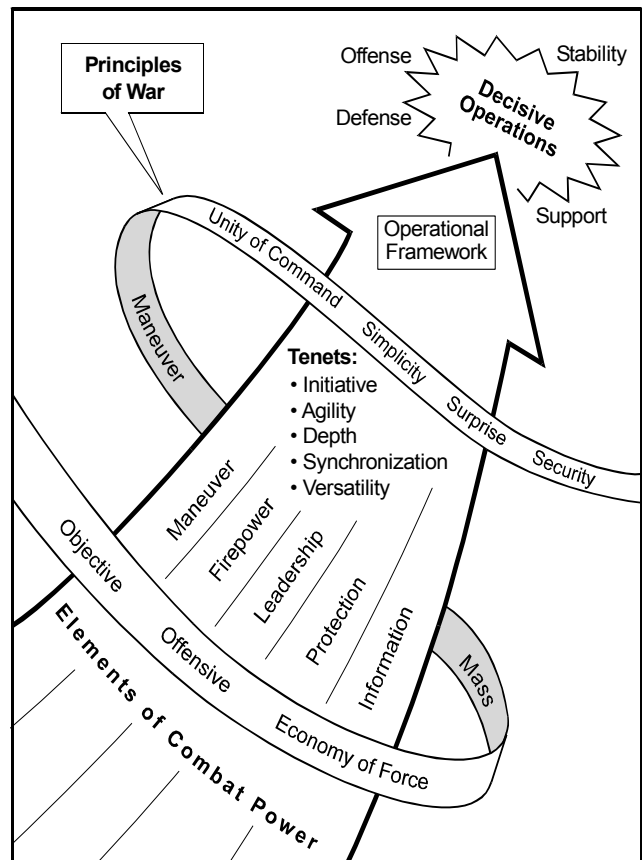 Principles
of War
Offense
Stability
Decisive
Operations
Defense
Support
Operational
Framework
Unity of Command
Simplicity
Surprise
Security
Maneuver
Tenets:
• Initiative
• Agility
• Depth
• Synchronization
• Versatility
Maneuver
Firepower
Leadership
Protection
Information
Objective
Offensive
Economy of Force
Mass
Elements of Combat Power